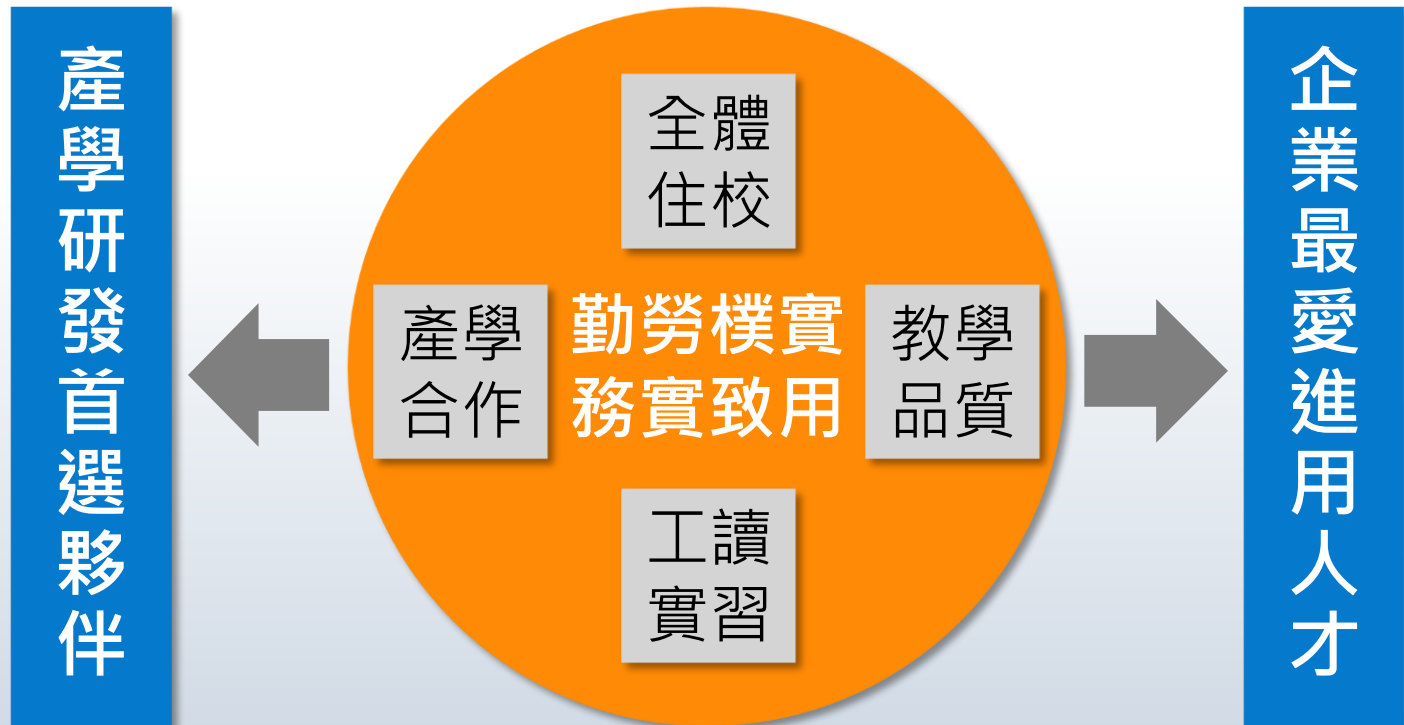 產學研發首選夥伴
全體
住校
產學
合作
勤勞樸實
務實致用
教學
品質
工讀
實習
企業最愛進用人才